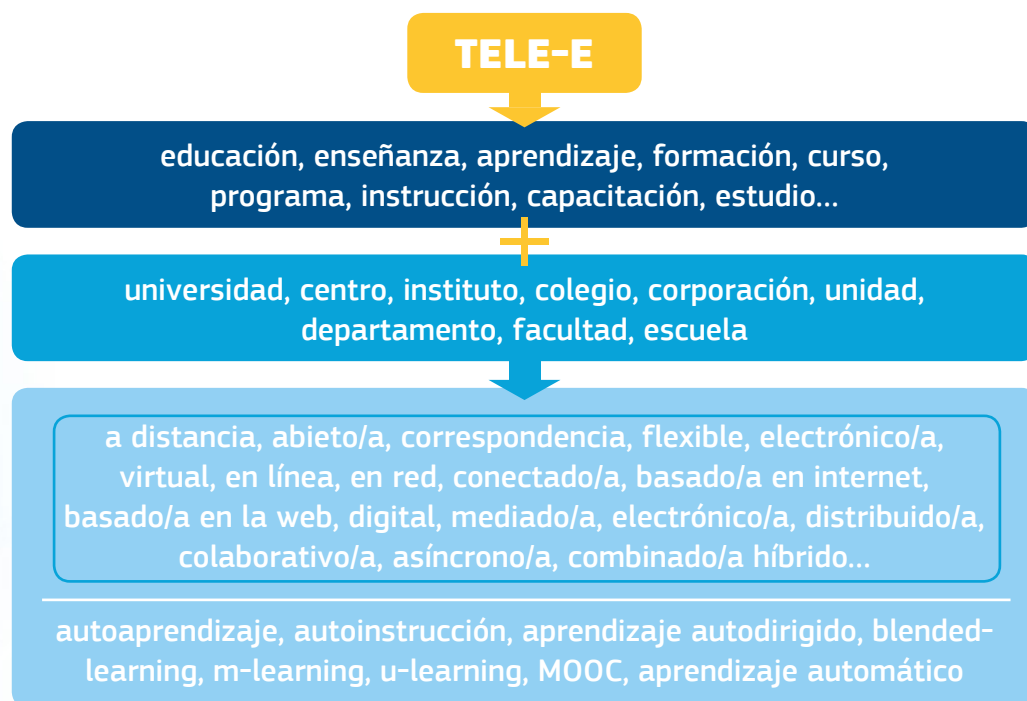 TELE-E
educación, enseñanza, aprendizaje, formación, curso,
programa, instrucción, capacitación, estudio...
+
universidad, centro, instituto, colegio, corporación, unidad,
departamento, facultad, escuela
a distancia, abieto/a, correspondencia, flexible, electrónico/a,
virtual, en línea, en red, conectado/a, basado/a en internet,
basado/a en la web, digital, mediado/a, electrónico/a, distribuido/a,
colaborativo/a, asíncrono/a, combinado/a híbrido...
autoaprendizaje, autoinstrucción, aprendizaje autodirigido, blended-
learning, m-learning, u-learning, MOOC, aprendizaje automático